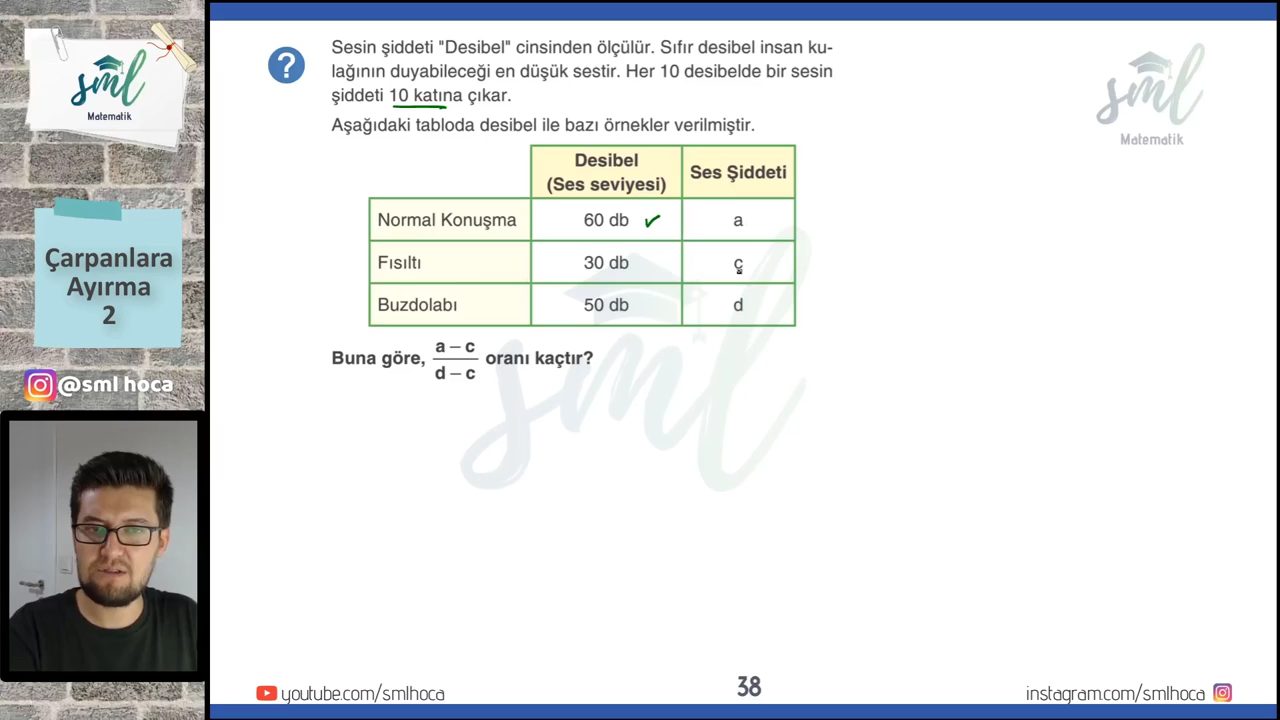 sml
Matematik
Çarpanlara
Ayırma
2
@sml hoca
?
Sesin şiddeti "Desibel" cinsinden ölçülür. Sıfır desibel insan ku-
lağının duyabileceği en düşük sestir. Her 10 desibelde bir sesin
şiddeti 10 katına çıkar.
Aşağıdaki tabloda desibel ile bazı örnekler verilmiştir.
Desibel
(Ses seviyesi) Ses Şiddeti
Normal Konuşma 60 db ✓ a
Fısıltı 30 db c
Buzdolabı 50 db d
Buna göre, a – c / d – c oranı kaçtır?
sml
Matematik
sml
youtube.com/smlhoca
38
instagram.com/smlhoca